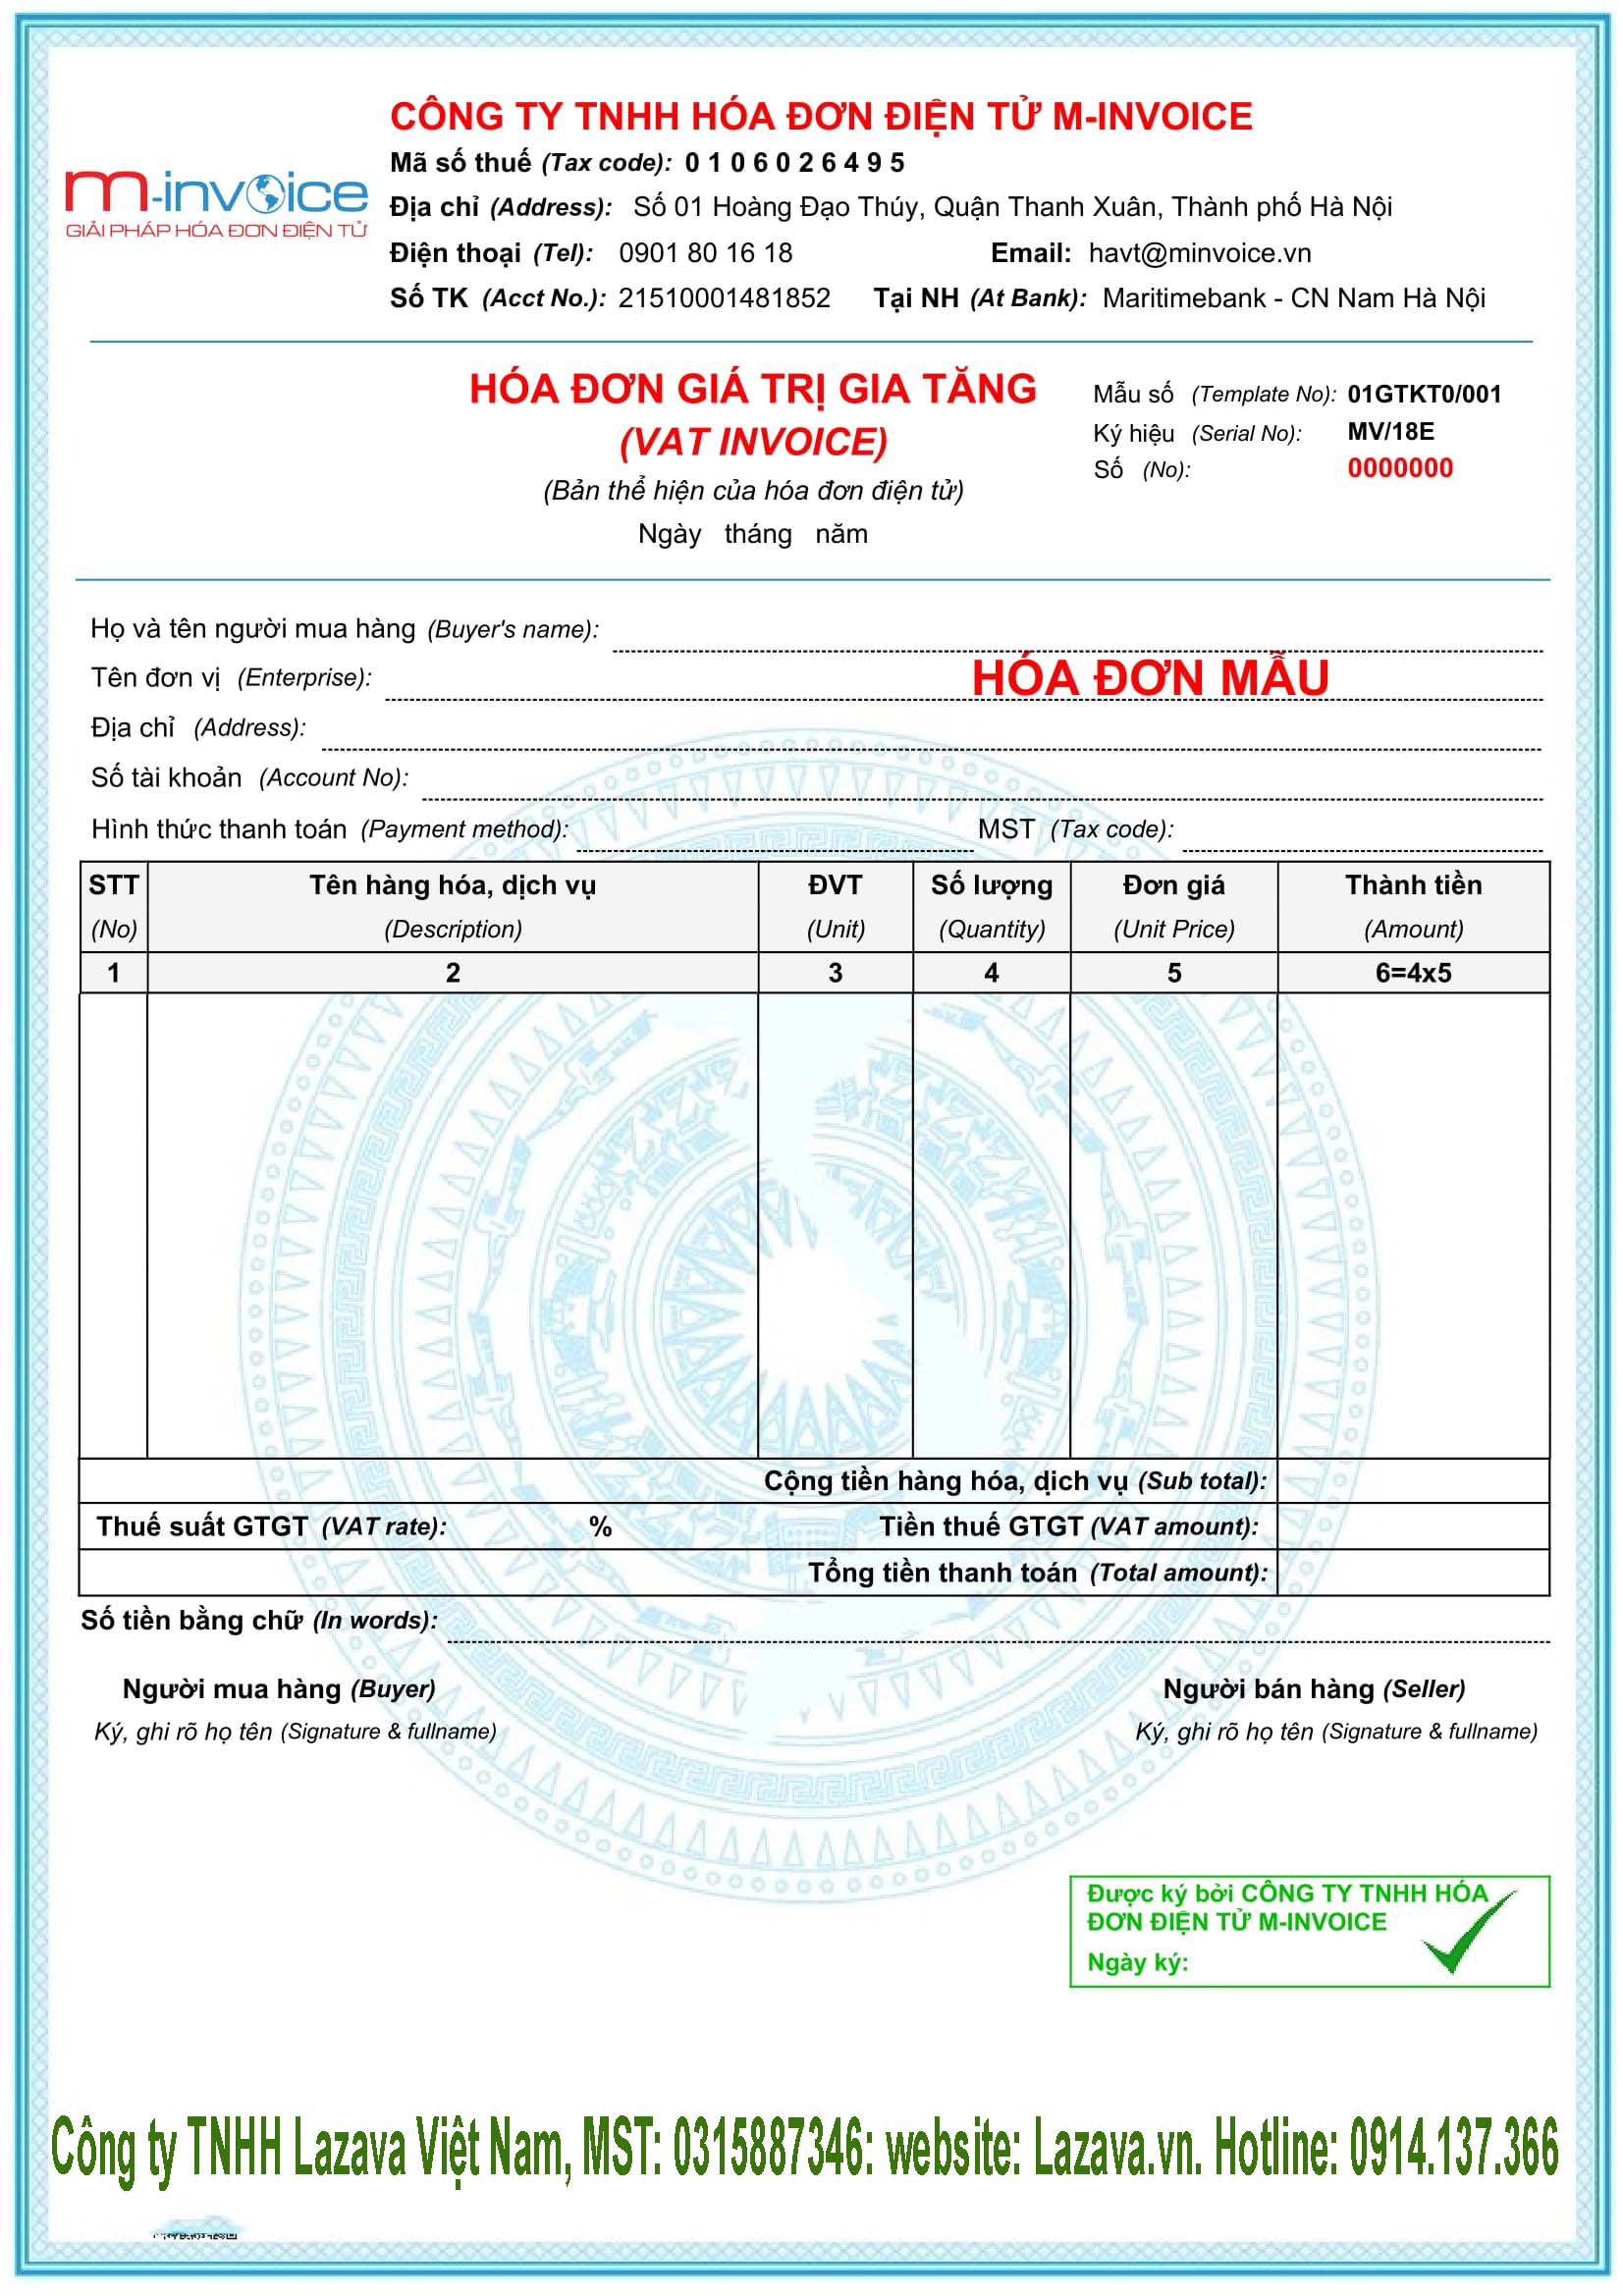 CÔNG TY TNHH HÓA ĐƠN ĐIỆN TỬ M-INVOICE
m-invoice
GIẢI PHÁP HÓA ĐƠN ĐIỆN TỬ
Mã số thuế (Tax code): 0 1 0 6 0 2 6 4 9 5
Địa chỉ (Address): Số 01 Hoàng Đạo Thúy, Quận Thanh Xuân, Thành phố Hà Nội
Điện thoại (Tel): 0901 80 16 18 Email: havt@minvoice.vn
Số TK (Acct No.): 21510001481852 Tại NH (At Bank): Maritimebank - CN Nam Hà Nội
HÓA ĐƠN GIÁ TRỊ GIA TĂNG
(VAT INVOICE)
(Bản thể hiện của hóa đơn điện tử)
Ngày tháng năm
Mẫu số (Template No): 01GTKT0/001
Ký hiệu (Serial No): MV/18E
Số (No): 0000000
Họ và tên người mua hàng (Buyer's name):
Tên đơn vị (Enterprise): HÓA ĐƠN MẪU
Địa chỉ (Address):
Số tài khoản (Account No):
Hình thức thanh toán (Payment method): MST (Tax code):
STT Tên hàng hóa, dịch vụ ĐVT Số lượng Đơn giá Thành tiền
(No) (Description) (Unit) (Quantity) (Unit Price) (Amount)
1 2 3 4 5 6=4x5
Cộng tiền hàng hóa, dịch vụ (Sub total):
Thuế suất GTGT (VAT rate): % Tiền thuế GTGT (VAT amount):
Tổng tiền thanh toán (Total amount):
Số tiền bằng chữ (In words):
Người mua hàng (Buyer) Người bán hàng (Seller)
Ký, ghi rõ họ tên (Signature & fullname) Ký, ghi rõ họ tên (Signature & fullname)
Được ký bởi CÔNG TY TNHH HÓA
ĐƠN ĐIỆN TỬ M-INVOICE
Ngày ký:
Công ty TNHH Lazava Việt Nam, MST: 0315887346: website: Lazava.vn. Hotline: 0914.137.366